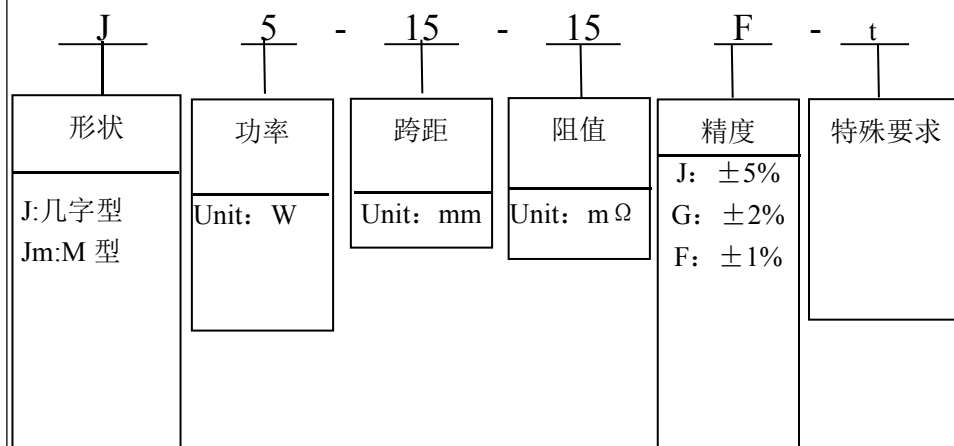 J 5 - 15 - 15 F - t
形状 功率 跨距 阻值 精度 特殊要求
J:几字型
Jm:M 型
Unit：W
Unit：mm
Unit：mΩ
J：±5%
G：±2%
F：±1%